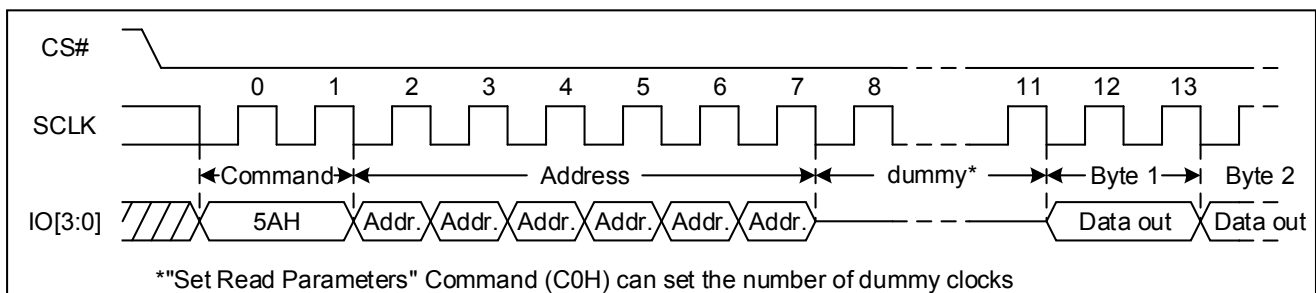 CS#
0 1 2 3 4 5 6 7 8 11 12 13
SCLK
Command Address dummy* Byte 1 Byte 2
IO[3:0] 5AH Addr. Addr. Addr. Addr. Addr. Addr. Data out Data out
*"Set Read Parameters" Command (C0H) can set the number of dummy clocks